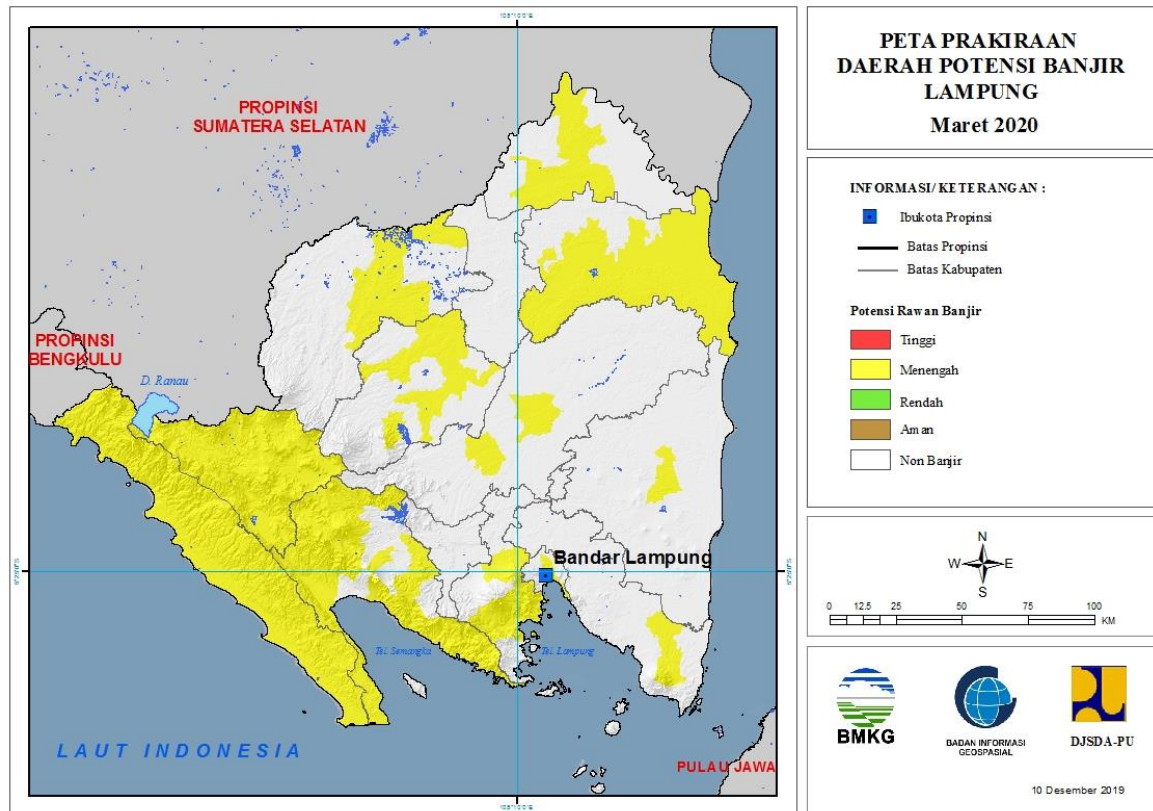 PROPINSI
SUMATERA SELATAN
PROPINSI
BENGKULU
D. Ranau
Bandar Lampung
Tel. Semangka
Tel. Lampung
LAUT INDONESIA
PULAU JAWA
PETA PRAKIRAAN
DAERAH POTENSI BANJIR
LAMPUNG
Maret 2020
INFORMASI/ KETERANGAN :
Ibukota Propinsi
Batas Propinsi
Batas Kabupaten
Potensi Rawan Banjir
Tinggi
Menengah
Rendah
Aman
Non Banjir
N
W E
S
0 12.5 25 50 75 100
KM
BMKG
BADAN INFORMASI
GEOSPASIAL
DJSDA-PU
10 Desember 2019